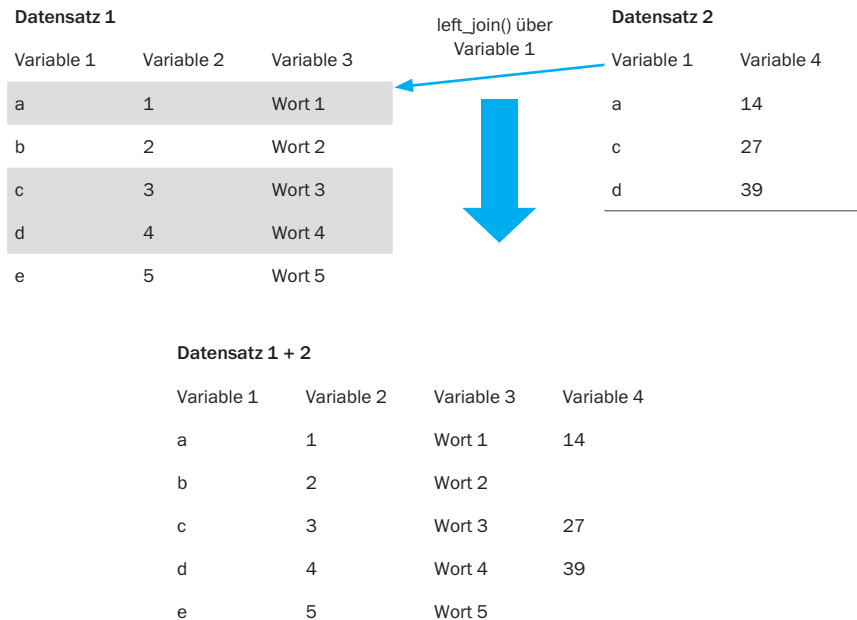 Datensatz 1
Variable 1 Variable 2 Variable 3
a 1 Wort 1
b 2 Wort 2
c 3 Wort 3
d 4 Wort 4
e 5 Wort 5
left_join() über
Variable 1
Datensatz 2
Variable 1 Variable 4
a 14
c 27
d 39
Datensatz 1 + 2
Variable 1 Variable 2 Variable 3 Variable 4
a 1 Wort 1 14
b 2 Wort 2
c 3 Wort 3 27
d 4 Wort 4 39
e 5 Wort 5